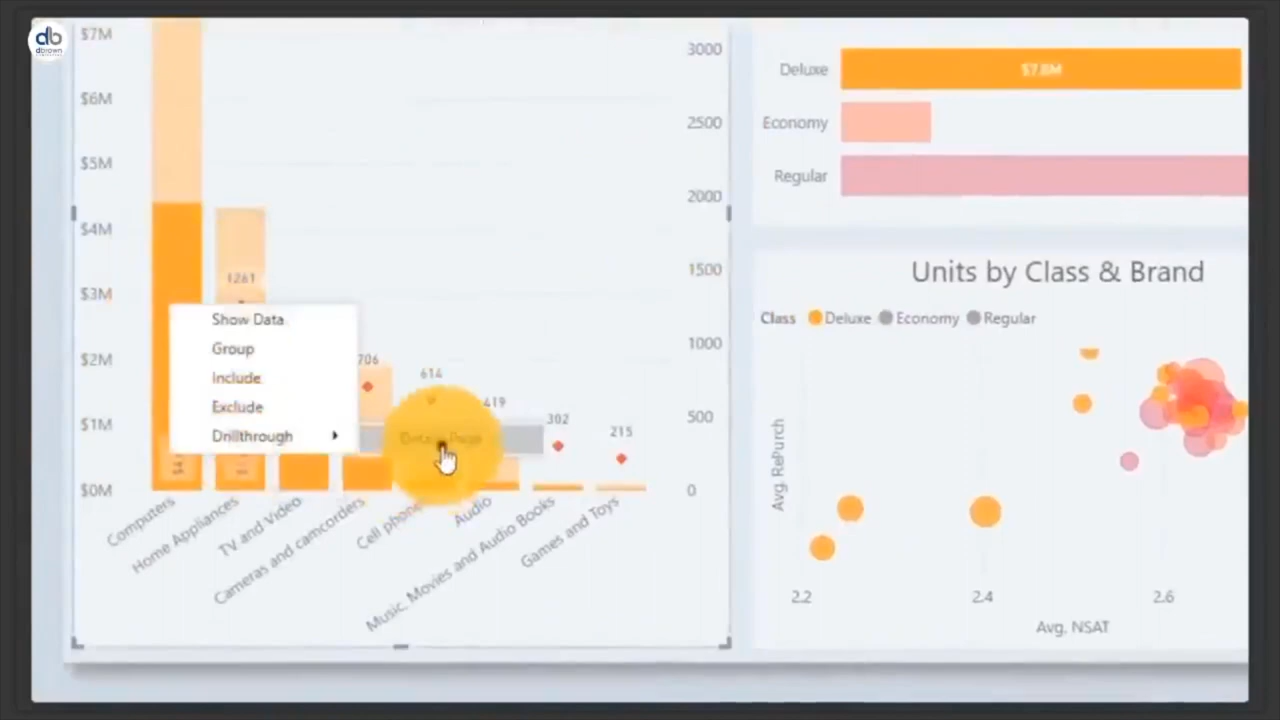 db
dbrown
$7M
$6M
$5M
$4M
$3M
$2M
$1M
$0M
3000
2500
2000
1500
1000
500
0
1261
706
614
419
302
215
Show Data
Group
Include
Exclude
Drillthrough
Computers
Home Appliances
TV and Video
Cameras and camcorders
Cell phones
Audio
Music, Movies and Audio Books
Games and Toys
Deluxe
$7.8M
Economy
Regular
Units by Class & Brand
Class Deluxe Economy Regular
Avg. RePurch
2.2
2.4
2.6
Avg. NSAT